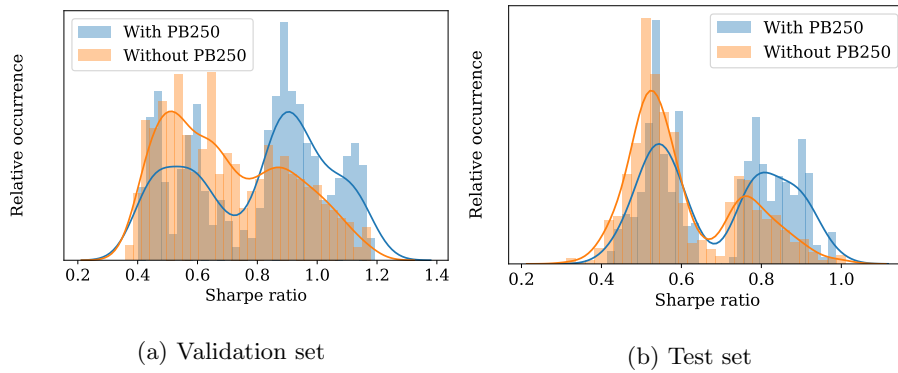 With PB250
Without PB250
Relative occurrence
0.2 0.4 0.6 0.8 1.0 1.2 1.4
Sharpe ratio
(a) Validation set
With PB250
Without PB250
Relative occurrence
0.2 0.4 0.6 0.8 1.0
Sharpe ratio
(b) Test set